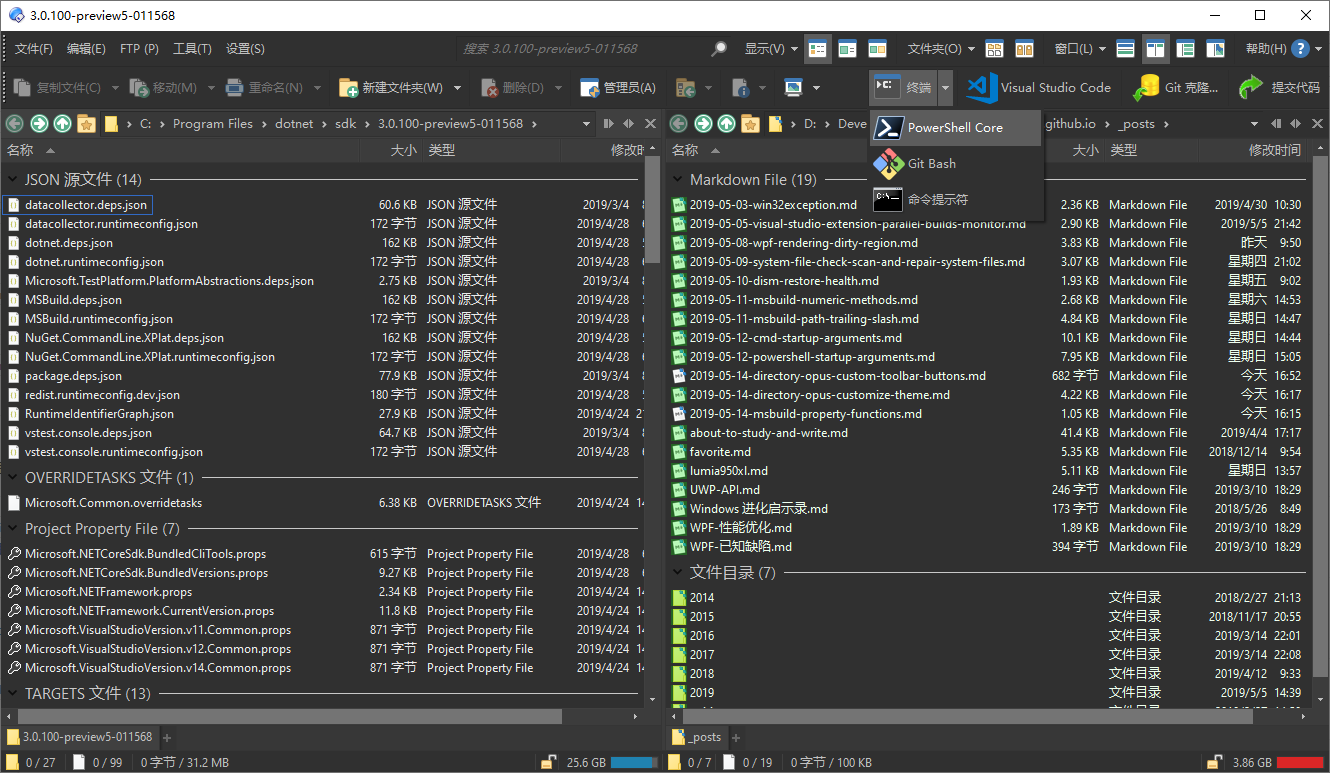 3.0.100-preview5-011568
文件(F) 编辑(E) FTP (P) 工具(T) 设置(S) 搜索 3.0.100-preview5-011568 显示(V) 文件夹(O) 窗口(L) 帮助(H)
复制文件(C) 移动(M) 重命名(N) 新建文件夹(W) 删除(D) 管理员(A) 终端 Visual Studio Code Git 克隆... 提交代码
C: Program Files dotnet sdk 3.0.100-preview5-011568
名称 大小 类型 修改时
JSON 源文件 (14)
datacollector.deps.json 60.6 KB JSON 源文件 2019/3/4
datacollector.runtimeconfig.json 172 字节 JSON 源文件 2019/4/28
dotnet.deps.json 162 KB JSON 源文件 2019/4/28
dotnet.runtimeconfig.json 172 字节 JSON 源文件 2019/4/28
Microsoft.TestPlatform.PlatformAbstractions.deps.json 2.75 KB JSON 源文件 2019/3/4
MSBuild.deps.json 162 KB JSON 源文件 2019/4/28
MSBuild.runtimeconfig.json 172 字节 JSON 源文件 2019/4/28
NuGet.CommandLine.XPlat.deps.json 162 KB JSON 源文件 2019/4/28
NuGet.CommandLine.XPlat.runtimeconfig.json 172 字节 JSON 源文件 2019/4/28
package.deps.json 77.9 KB JSON 源文件 2019/3/4
redist.runtimeconfig.dev.json 180 字节 JSON 源文件 2019/4/28
RuntimeIdentifierGraph.json 27.9 KB JSON 源文件 2019/4/24
vstest.console.deps.json 64.7 KB JSON 源文件 2019/3/4
vstest.console.runtimeconfig.json 172 字节 JSON 源文件 2019/4/28
OVERRIDETASKS 文件 (1)
Microsoft.Common.overridetasks 6.38 KB OVERRIDETASKS 文件 2019/4/24
Project Property File (7)
Microsoft.NETCoreSdk.BundledCliTools.props 615 字节 Project Property File 2019/4/28
Microsoft.NETCoreSdk.BundledVersions.props 9.27 KB Project Property File 2019/4/28
Microsoft.NETFramework.props 2.34 KB Project Property File 2019/4/24
Microsoft.NETFramework.CurrentVersion.props 11.8 KB Project Property File 2019/4/24
Microsoft.VisualStudioVersion.v11.Common.props 871 字节 Project Property File 2019/4/24
Microsoft.VisualStudioVersion.v12.Common.props 871 字节 Project Property File 2019/4/24
Microsoft.VisualStudioVersion.v14.Common.props 871 字节 Project Property File 2019/4/24
TARGETS 文件 (13)
3.0.100-preview5-011568
0 / 27 0 / 99 0 字节 / 31.2 MB 25.6 GB
D: Deve github.io _posts
PowerShell Core
Git Bash
命令提示符
名称 大小 类型 修改时间
Markdown File (19)
2019-05-03-win32exception.md 2.36 KB Markdown File 2019/4/30 10:30
2019-05-05-visual-studio-extension-parallel-builds-monitor.md 2.90 KB Markdown File 2019/5/5 21:42
2019-05-08-wpf-rendering-dirty-region.md 3.83 KB Markdown File 昨天 9:50
2019-05-09-system-file-check-scan-and-repair-system-files.md 3.07 KB Markdown File 星期四 21:02
2019-05-10-dism-restore-health.md 1.93 KB Markdown File 星期五 9:02
2019-05-11-msbuild-numeric-methods.md 2.68 KB Markdown File 星期六 14:53
2019-05-11-msbuild-path-trailing-slash.md 4.84 KB Markdown File 星期日 14:47
2019-05-12-cmd-startup-arguments.md 10.1 KB Markdown File 星期日 14:44
2019-05-12-powershell-startup-arguments.md 7.95 KB Markdown File 星期日 15:05
2019-05-14-directory-opus-custom-toolbar-buttons.md 682 字节 Markdown File 今天 16:52
2019-05-14-directory-opus-customize-theme.md 4.22 KB Markdown File 今天 16:17
2019-05-14-msbuild-property-functions.md 1.05 KB Markdown File 今天 16:15
about-to-study-and-write.md 41.4 KB Markdown File 2019/4/4 17:17
favorite.md 5.35 KB Markdown File 2018/12/14 9:54
lumia950xl.md 5.11 KB Markdown File 星期日 13:57
UWP-API.md 246 字节 Markdown File 2019/3/10 18:29
Windows 进化启示录.md 173 字节 Markdown File 2018/5/26 8:49
WPF-性能优化.md 1.89 KB Markdown File 2019/3/10 18:29
WPF-已知缺陷.md 394 字节 Markdown File 2019/3/10 18:29
文件目录 (7)
2014 文件目录 2018/2/27 21:13
2015 文件目录 2018/11/17 20:55
2016 文件目录 2019/3/14 22:01
2017 文件目录 2019/3/14 22:08
2018 文件目录 2019/4/12 9:33
2019 文件目录 2019/5/5 14:39
_posts
0 / 7 0 / 19 0 字节 / 100 KB 3.86 GB